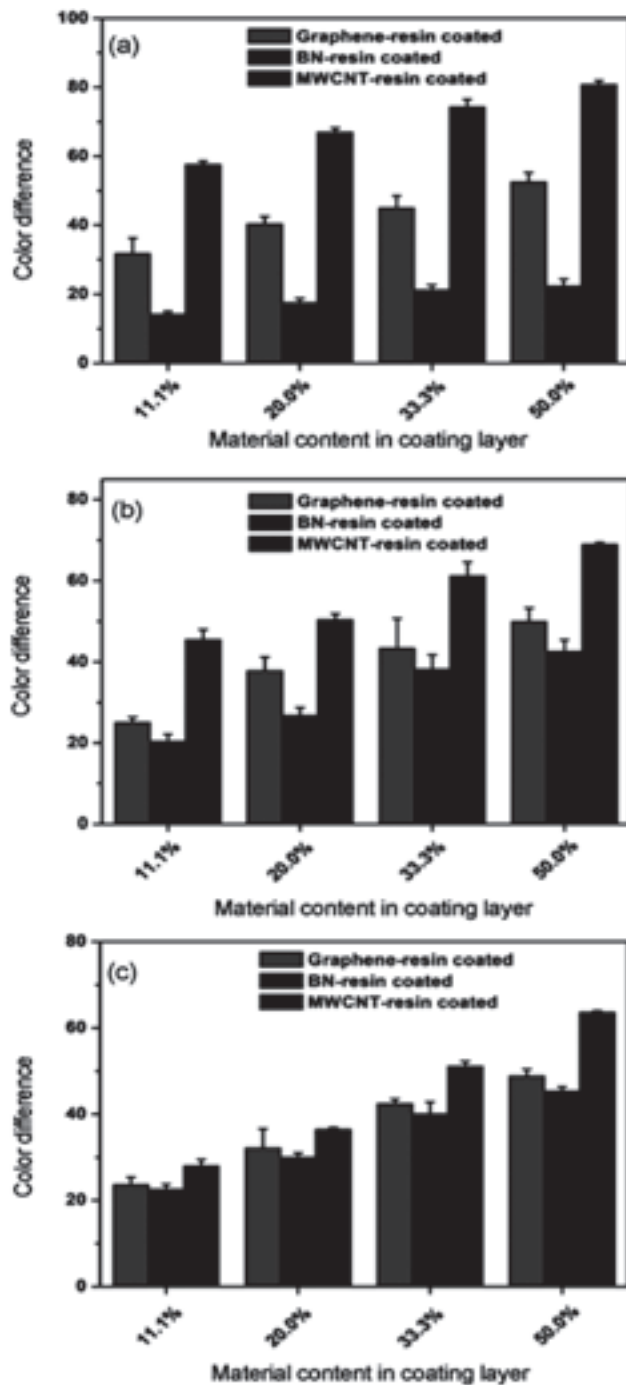 (a)
Graphene-resin coated
BN-resin coated
MWCNT-resin coated
100
80
60
40
20
0
Color difference
11.1%
20.0%
33.3%
50.0%
Material content in coating layer
(b)
Graphene-resin coated
BN-resin coated
MWCNT-resin coated
80
60
40
20
0
Color difference
11.1%
20.0%
33.3%
50.0%
Material content in coating layer
(c)
Graphene-resin coated
BN-resin coated
MWCNT-resin coated
80
60
40
20
0
Color difference
11.1%
20.0%
33.3%
50.0%
Material content in coating layer